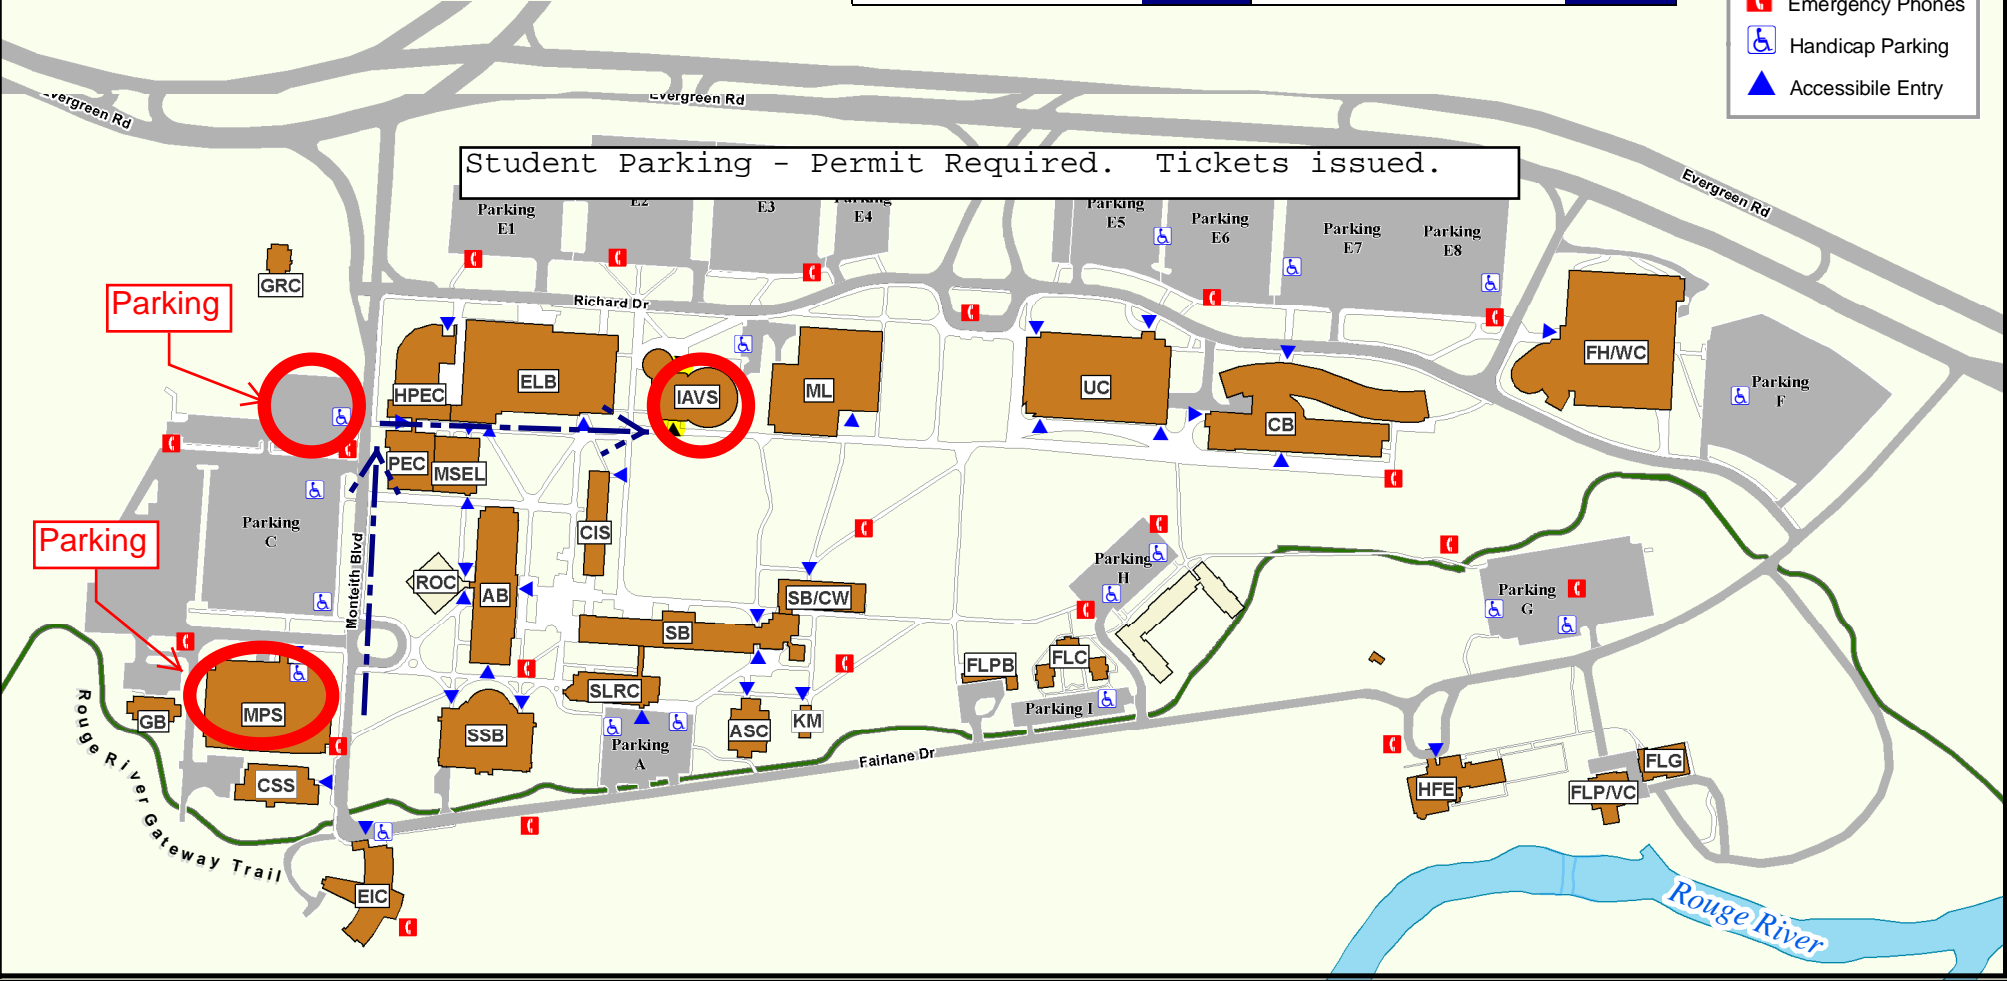 Emergency Phones
Handicap Parking
Accessibile Entry
Evergreen Rd
Evergreen Rd
Evergreen Rd
Student Parking - Permit Required.  Tickets issued.
Parking
E1
E2
E3
Parking
E4
Parking
E5
Parking
E6
Parking
E7
Parking
E8
GRC
Parking
Richard Dr
HPEC
ELB
IAVS
ML
UC
CB
FH/WC
Parking
F
PEC
MSEL
CIS
Parking
C
Parking
Monteith Blvd
ROC
AB
SB/CW
SB
Parking
H
Parking
G
FLPB
FLC
SLRC
Parking I
GB
MPS
SSB
Parking
A
ASC
KM
Fairlane Dr
CSS
HFE
FLP/VC
FLG
EIC
Rouge River Gateway Trail
Rouge River